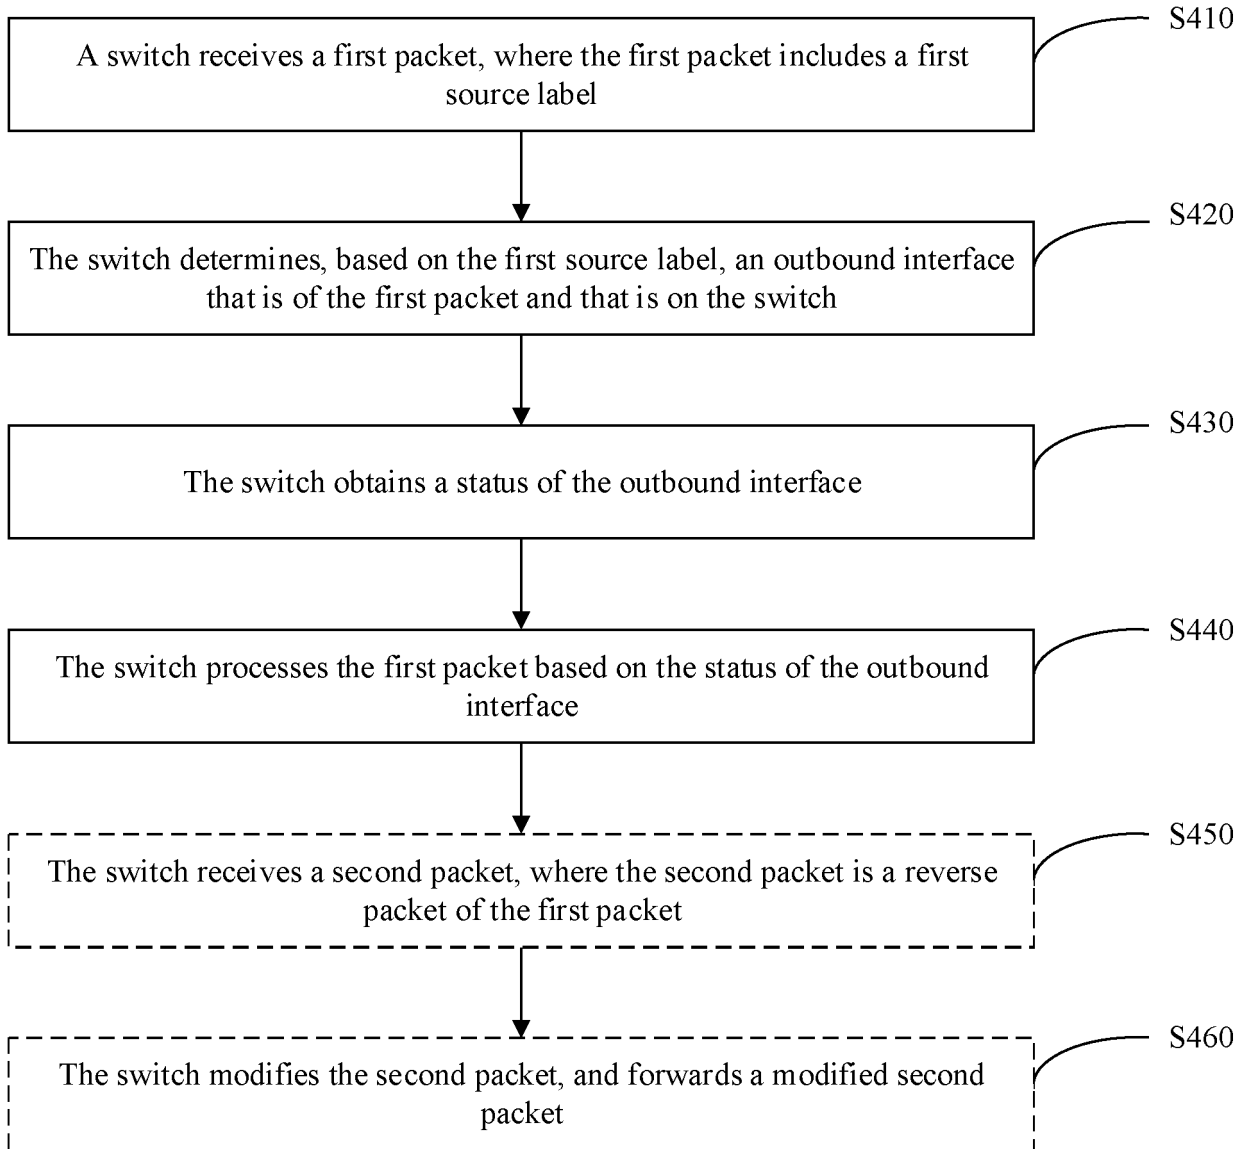 S410
A switch receives a first packet, where the first packet includes a first
source label
S420
The switch determines, based on the first source label, an outbound interface
that is of the first packet and that is on the switch
S430
The switch obtains a status of the outbound interface
S440
The switch processes the first packet based on the status of the outbound
interface
S450
The switch receives a second packet, where the second packet is a reverse
packet of the first packet
S460
The switch modifies the second packet, and forwards a modified second
packet